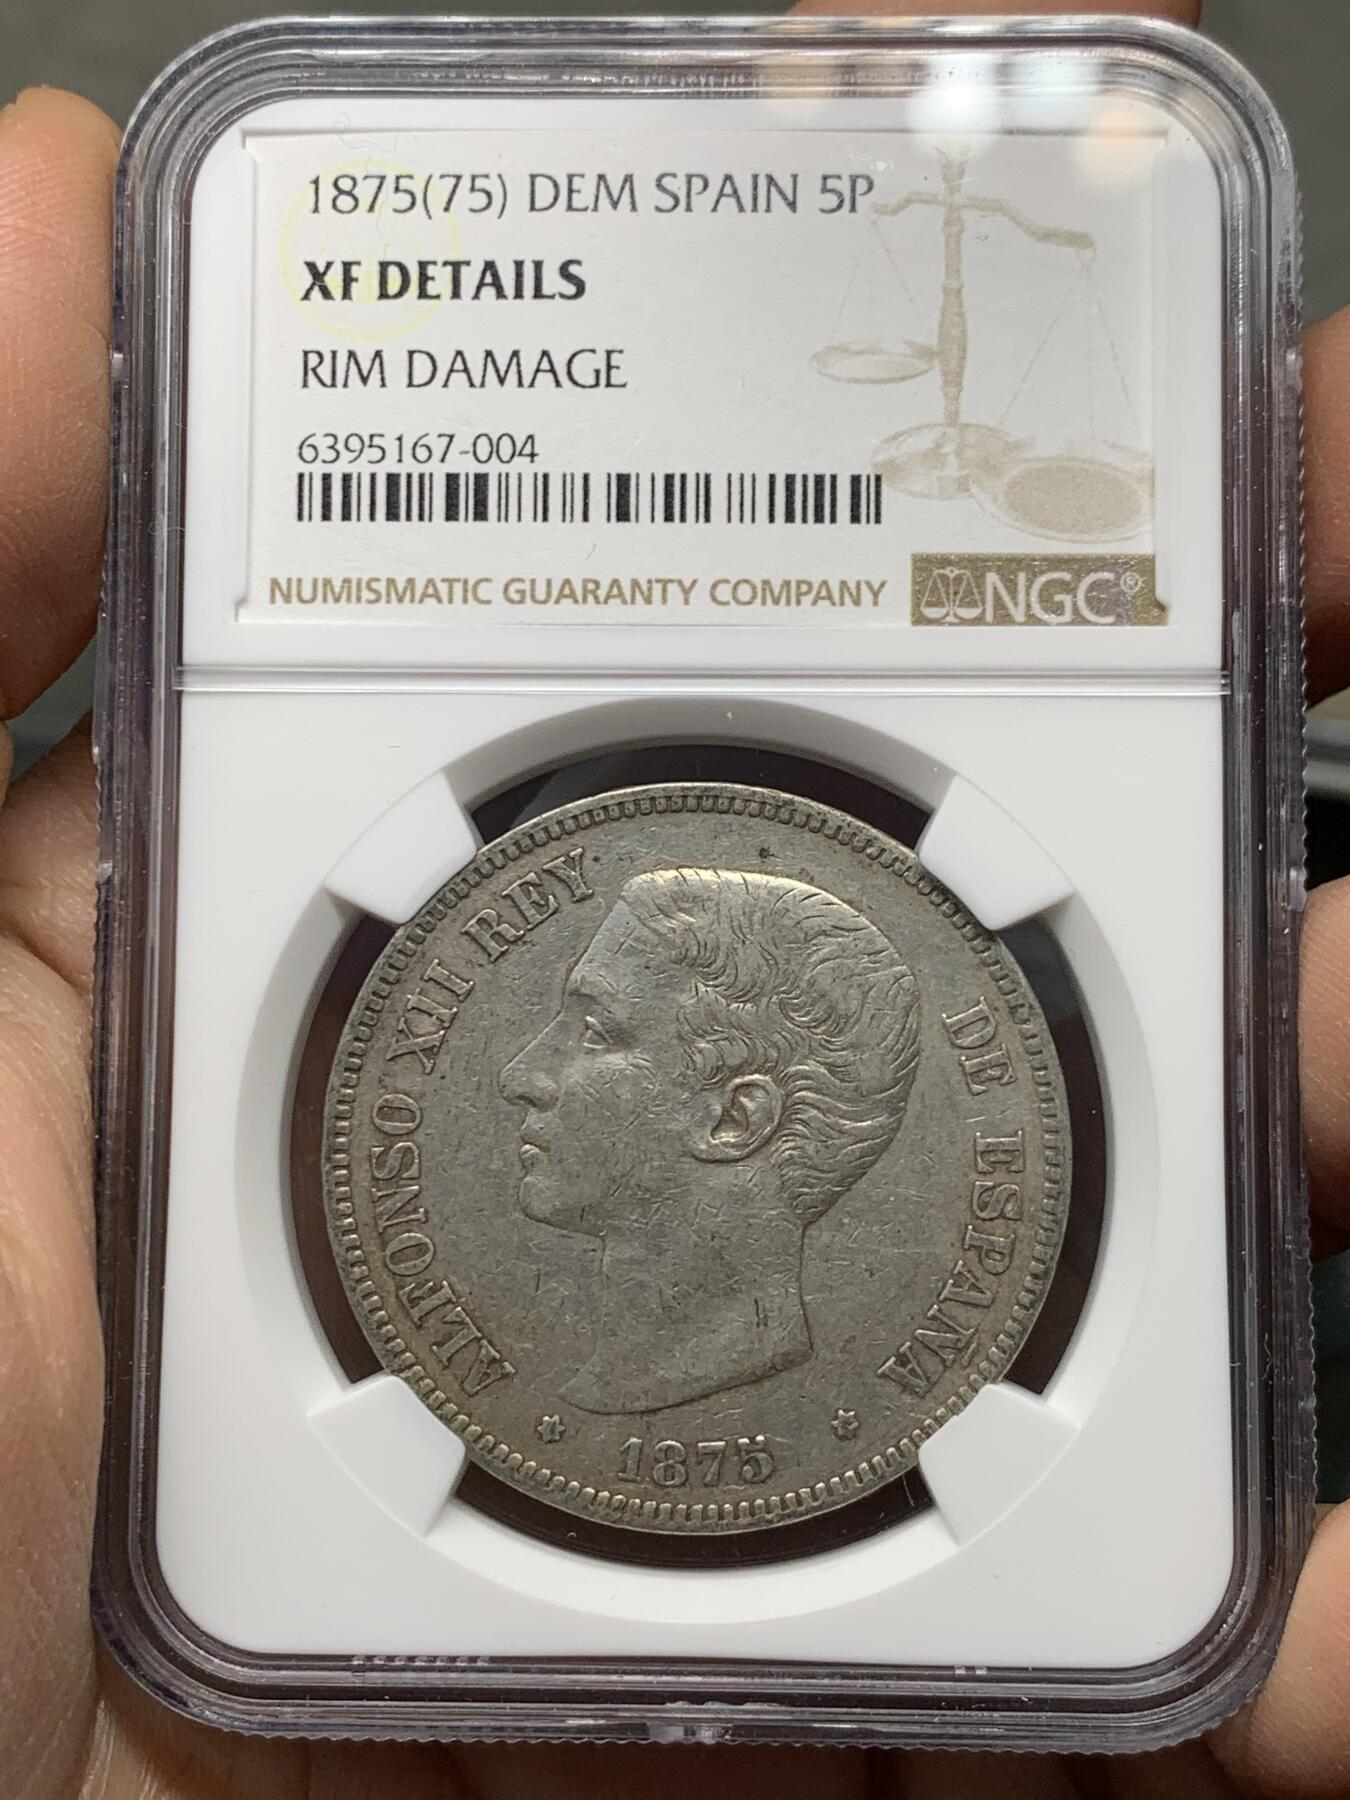 1875(75) DEM SPAIN 5P
XF DETAILS
RIM DAMAGE
6395167-004
NUMISMATIC GUARANTY COMPANY
NGC®
ALFONSO XII REY DE ESPAÑA
1875